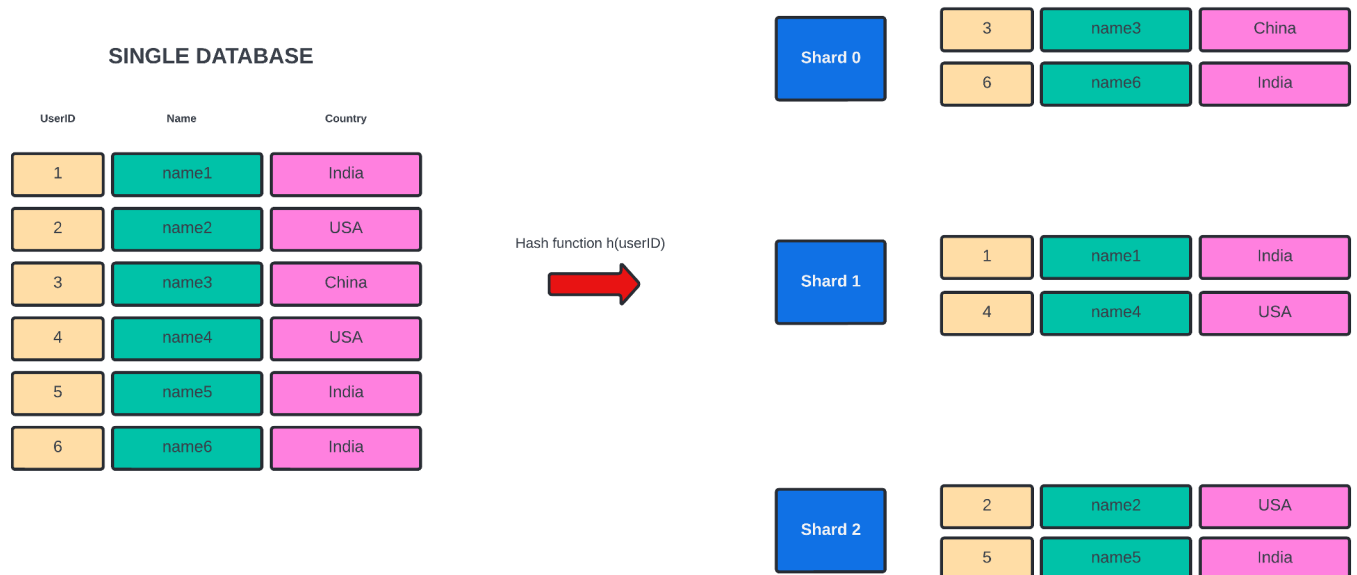 SINGLE DATABASE
UserID Name Country
1 name1 India
2 name2 USA
3 name3 China
4 name4 USA
5 name5 India
6 name6 India
Hash function h(userID)
Shard 0
3 name3 China
6 name6 India
Shard 1
1 name1 India
4 name4 USA
Shard 2
2 name2 USA
5 name5 India